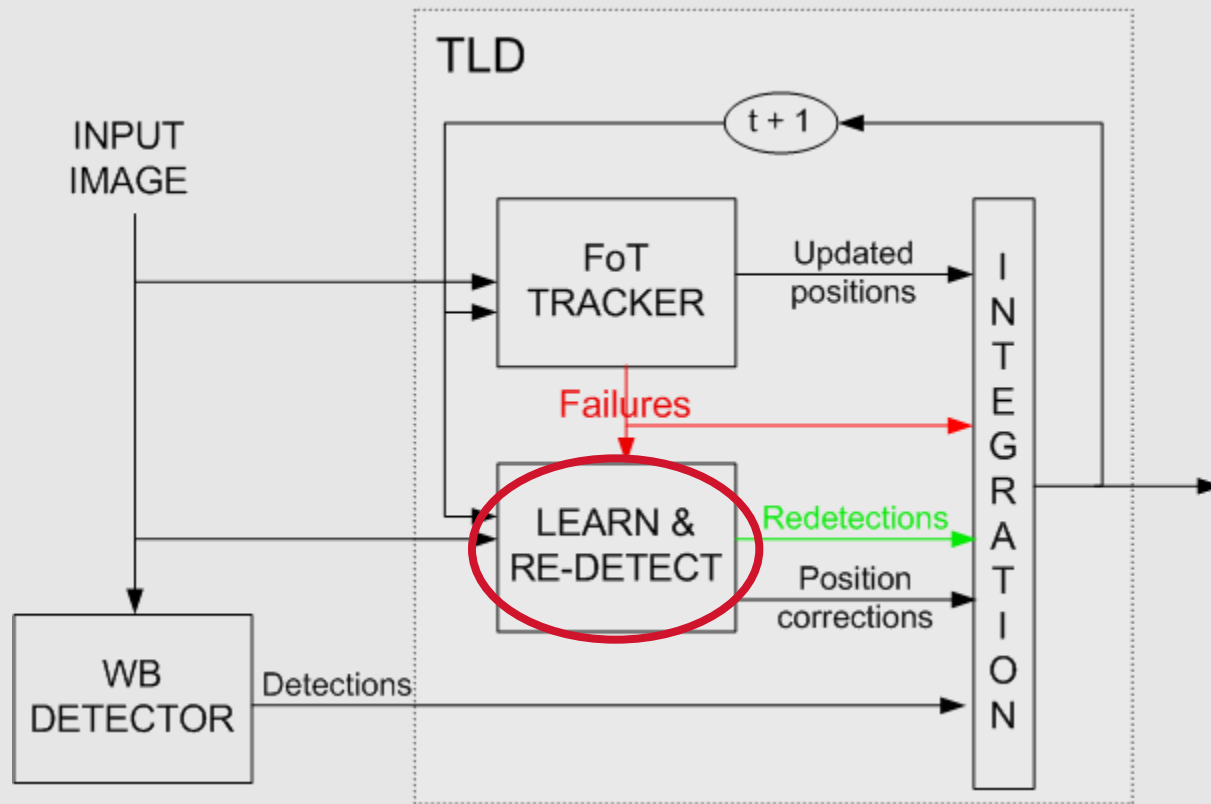 TLD
t + 1
INPUT
IMAGE
FoT
TRACKER
Updated
positions
Failures
LEARN &
RE-DETECT
Redetections
Position
corrections
WB
DETECTOR
Detections
I
N
T
E
G
R
A
T
I
O
N